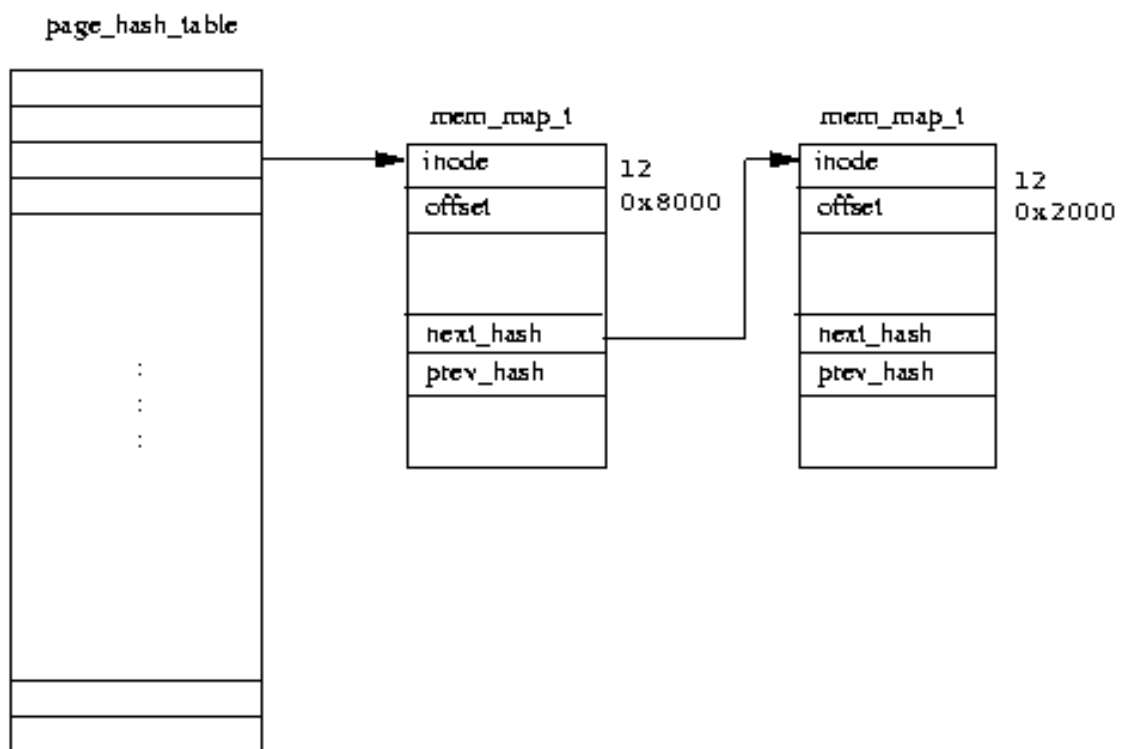 page_hash_table
mem_map_t
inode
offset
next_hash
prev_hash
12
0x8000
mem_map_t
inode
offset
next_hash
prev_hash
12
0x2000
:
:
: